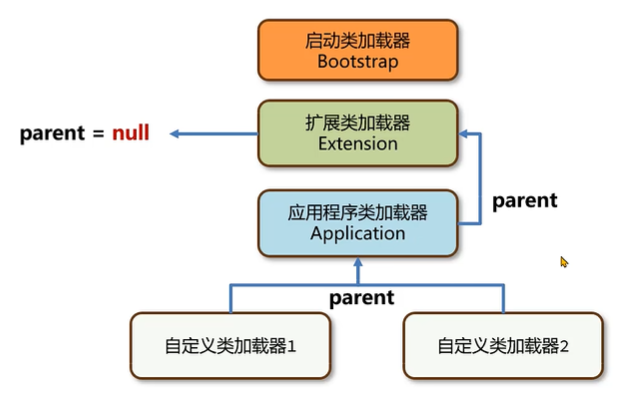 启动类加载器
Bootstrap
parent = null
扩展类加载器
Extension
parent
应用程序类加载器
Application
parent
自定义类加载器1
自定义类加载器2